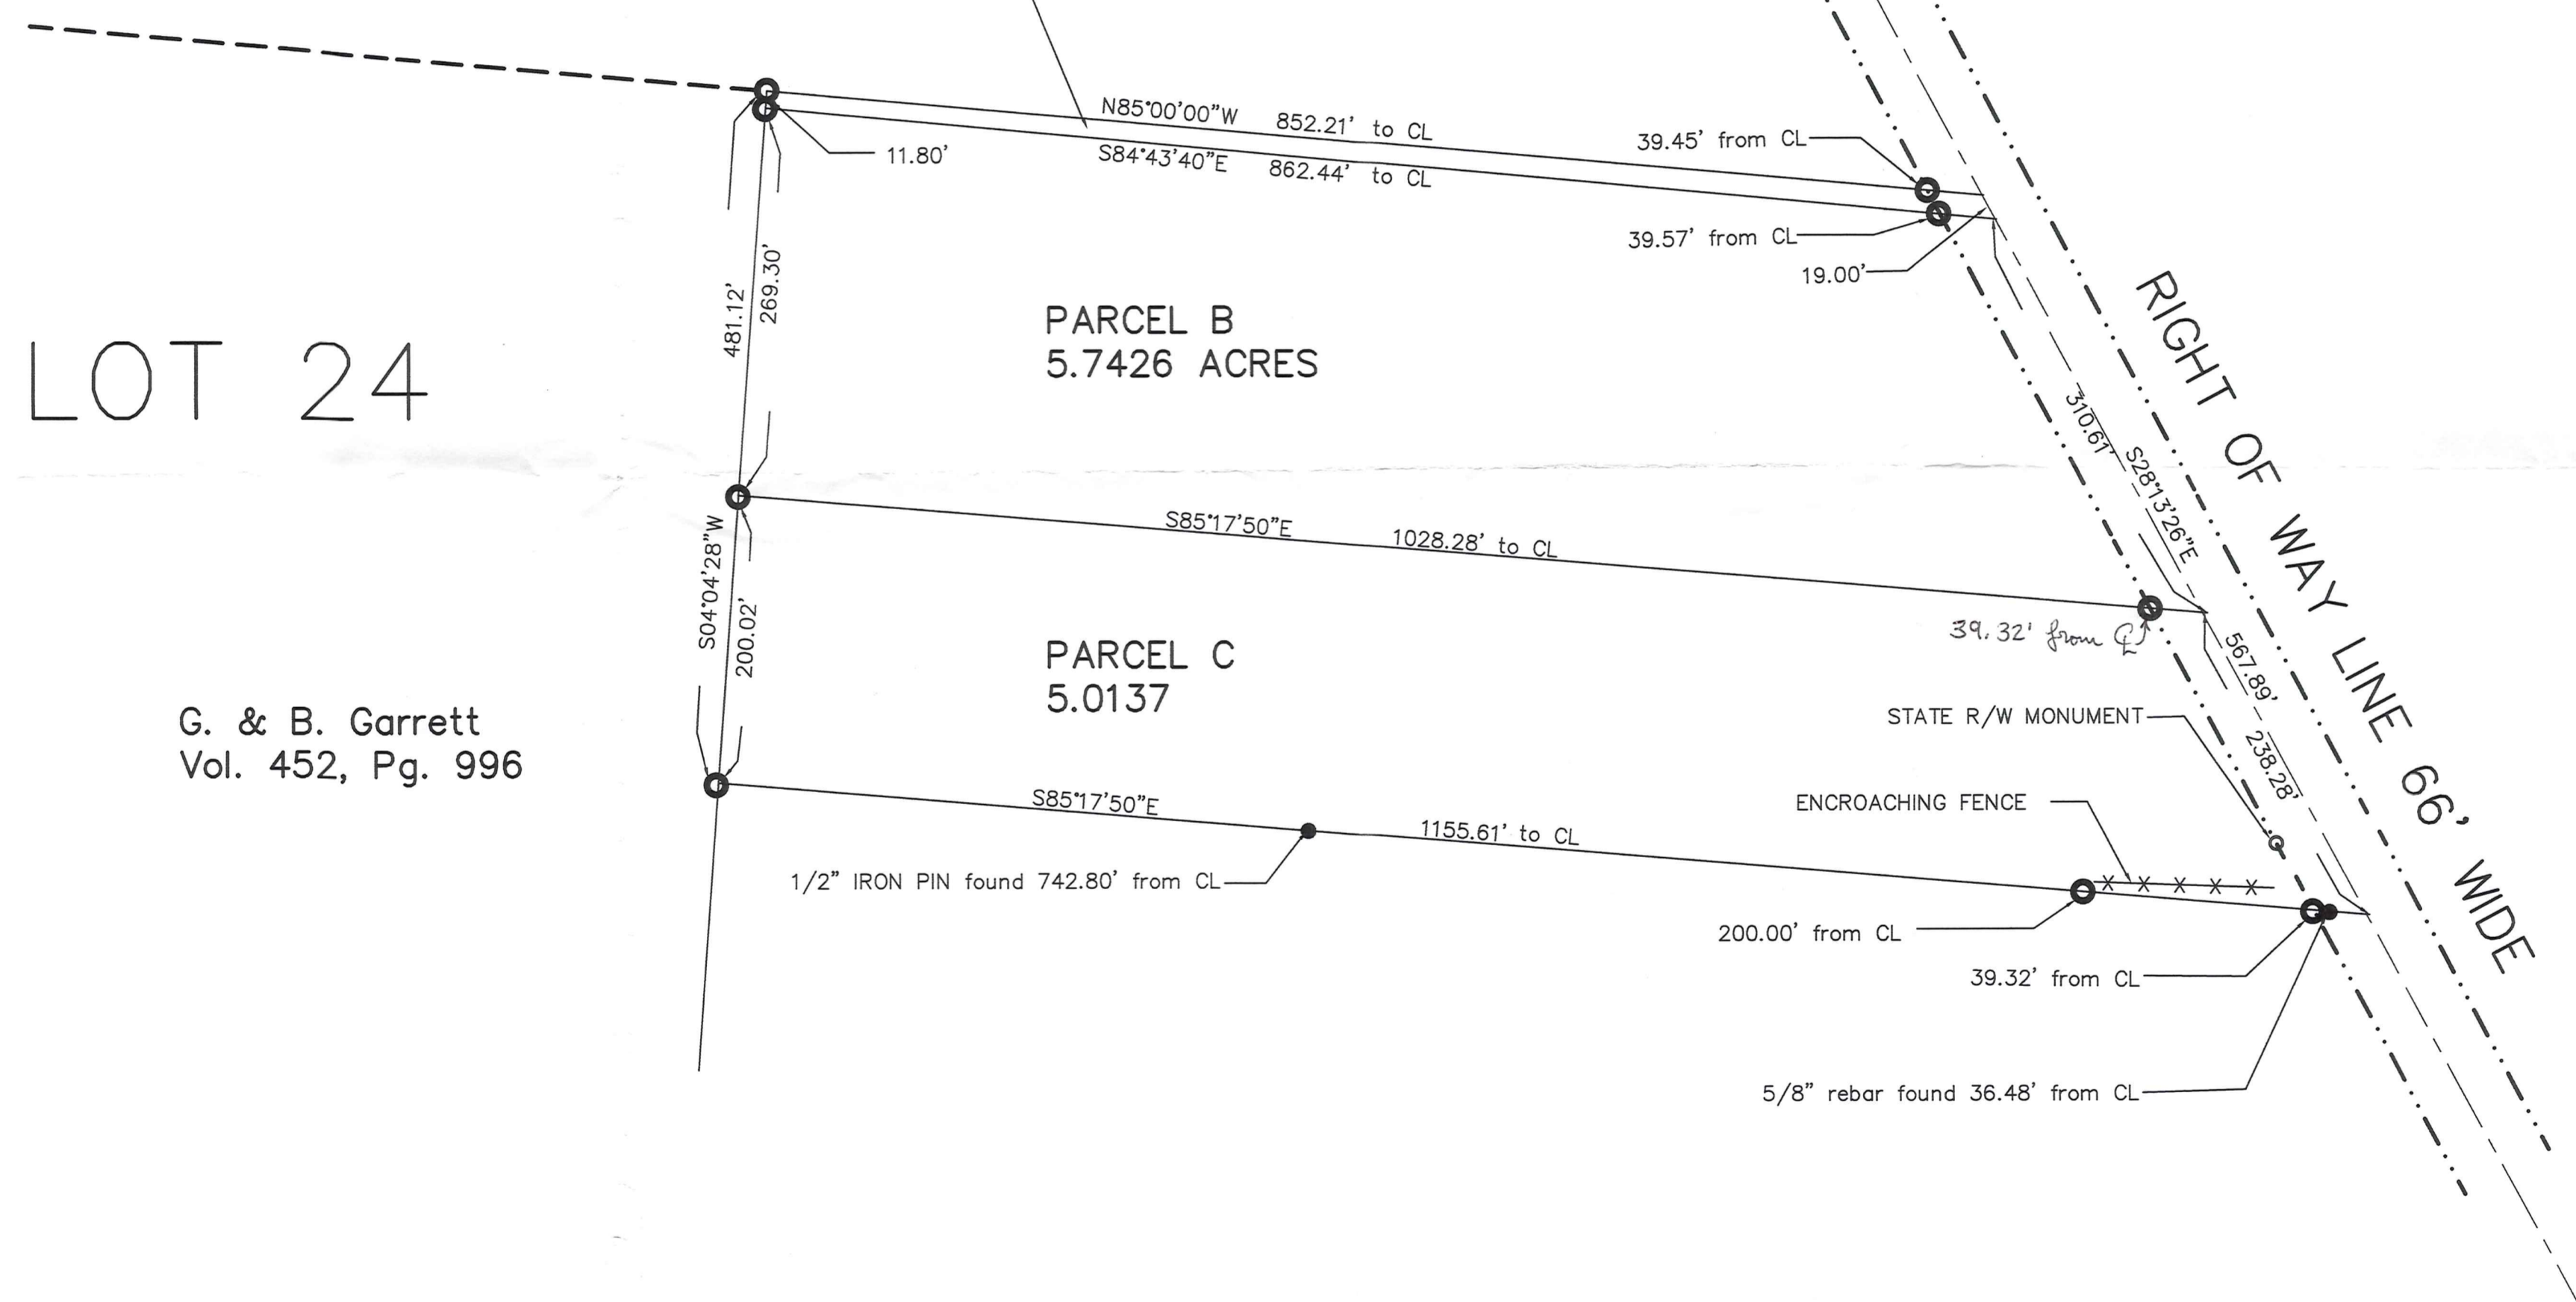 N85°00'00"W 852.21' to CL
39.45' from CL
11.80'
S84°43'40"E 862.44' to CL
39.57' from CL
19.00'
481.12'
269.30'
PARCEL B
5.7426 ACRES
LOT 24
RIGHT OF WAY LINE 66' WIDE
310.61'
S28°13'26"E
S85°17'50"E 1028.28' to CL
S04°04'28"W
200.02'
39.32' from CL
PARCEL C
5.0137
567.89'
238.28'
G. & B. Garrett
Vol. 452, Pg. 996
STATE R/W MONUMENT
ENCROACHING FENCE
S85°17'50"E 1155.61' to CL
1/2" IRON PIN found 742.80' from CL
200.00' from CL
39.32' from CL
5/8" rebar found 36.48' from CL